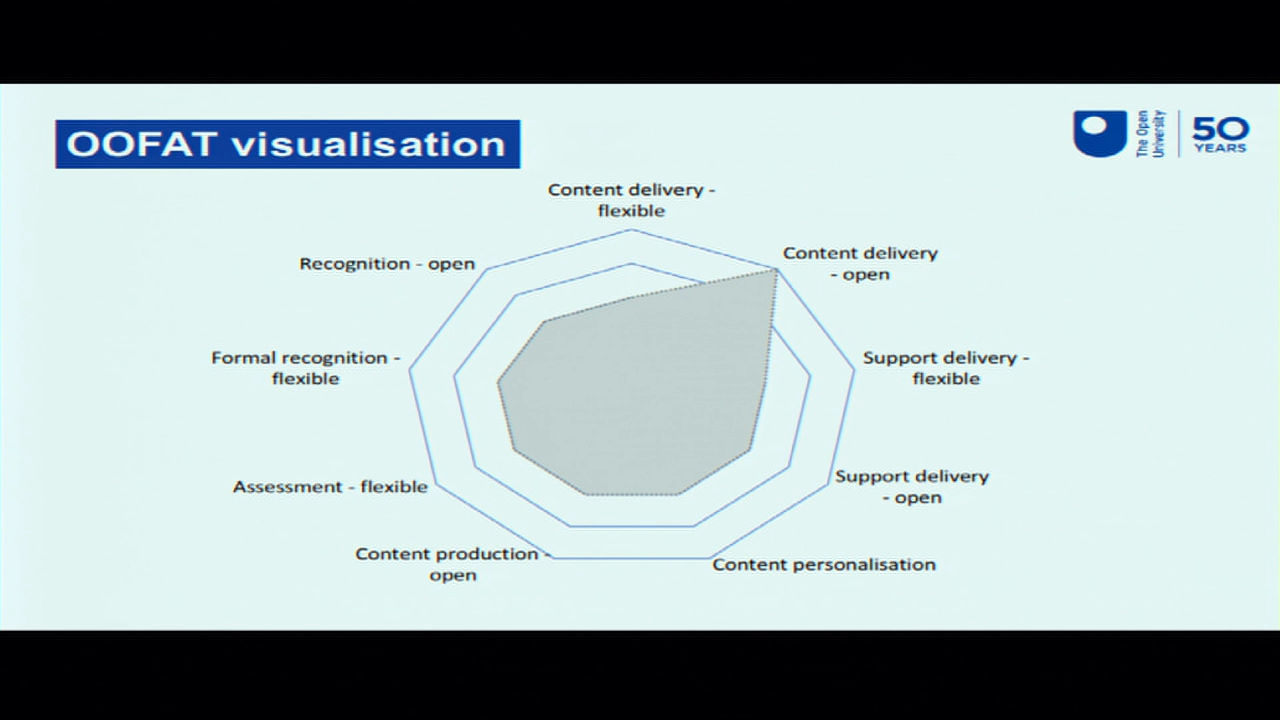 OOFAT visualisation
The Open
University
50
YEARS
Content delivery -
flexible
Content delivery
- open
Recognition - open
Formal recognition -
flexible
Support delivery -
flexible
Assessment - flexible
Support delivery
- open
Content production -
open
Content personalisation